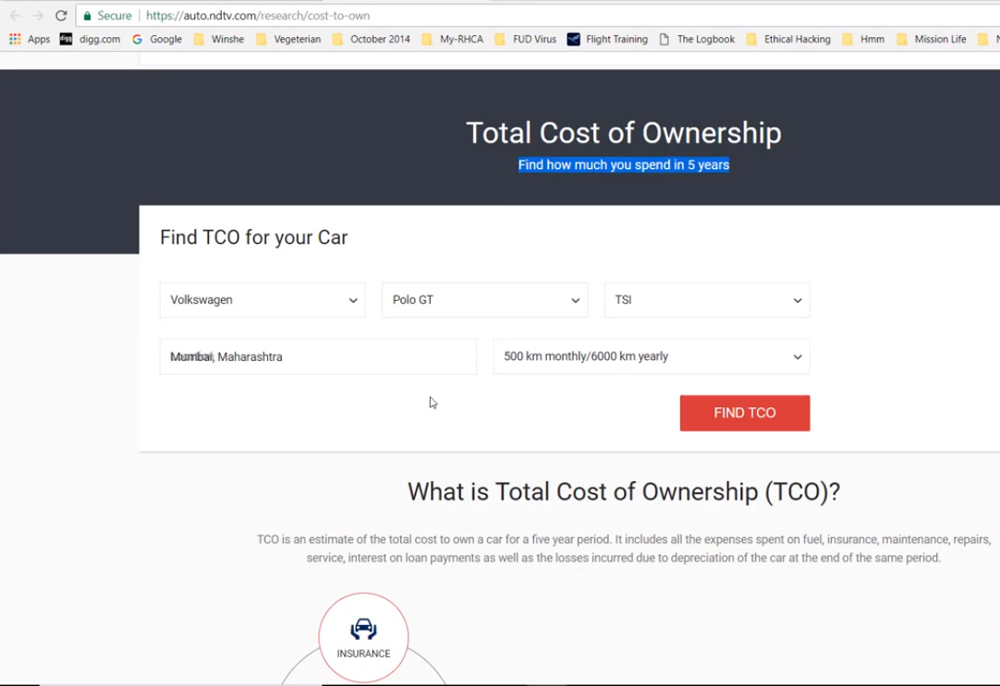 Secure https://auto.ndtv.com/research/cost-to-own
Apps digg digg.com G Google Winshe Vegeterian October 2014 My-RHCA FUD Virus Flight Training The Logbook Ethical Hacking Hmm Mission Life
Total Cost of Ownership
Find how much you spend in 5 years
Find TCO for your Car
Volkswagen Polo GT TSI
Mumbai, Maharashtra 500 km monthly/6000 km yearly
FIND TCO
What is Total Cost of Ownership (TCO)?
TCO is an estimate of the total cost to own a car for a five year period. It includes all the expenses spent on fuel, insurance, maintenance, repairs,
service, interest on loan payments as well as the losses incurred due to depreciation of the car at the end of the same period.
INSURANCE